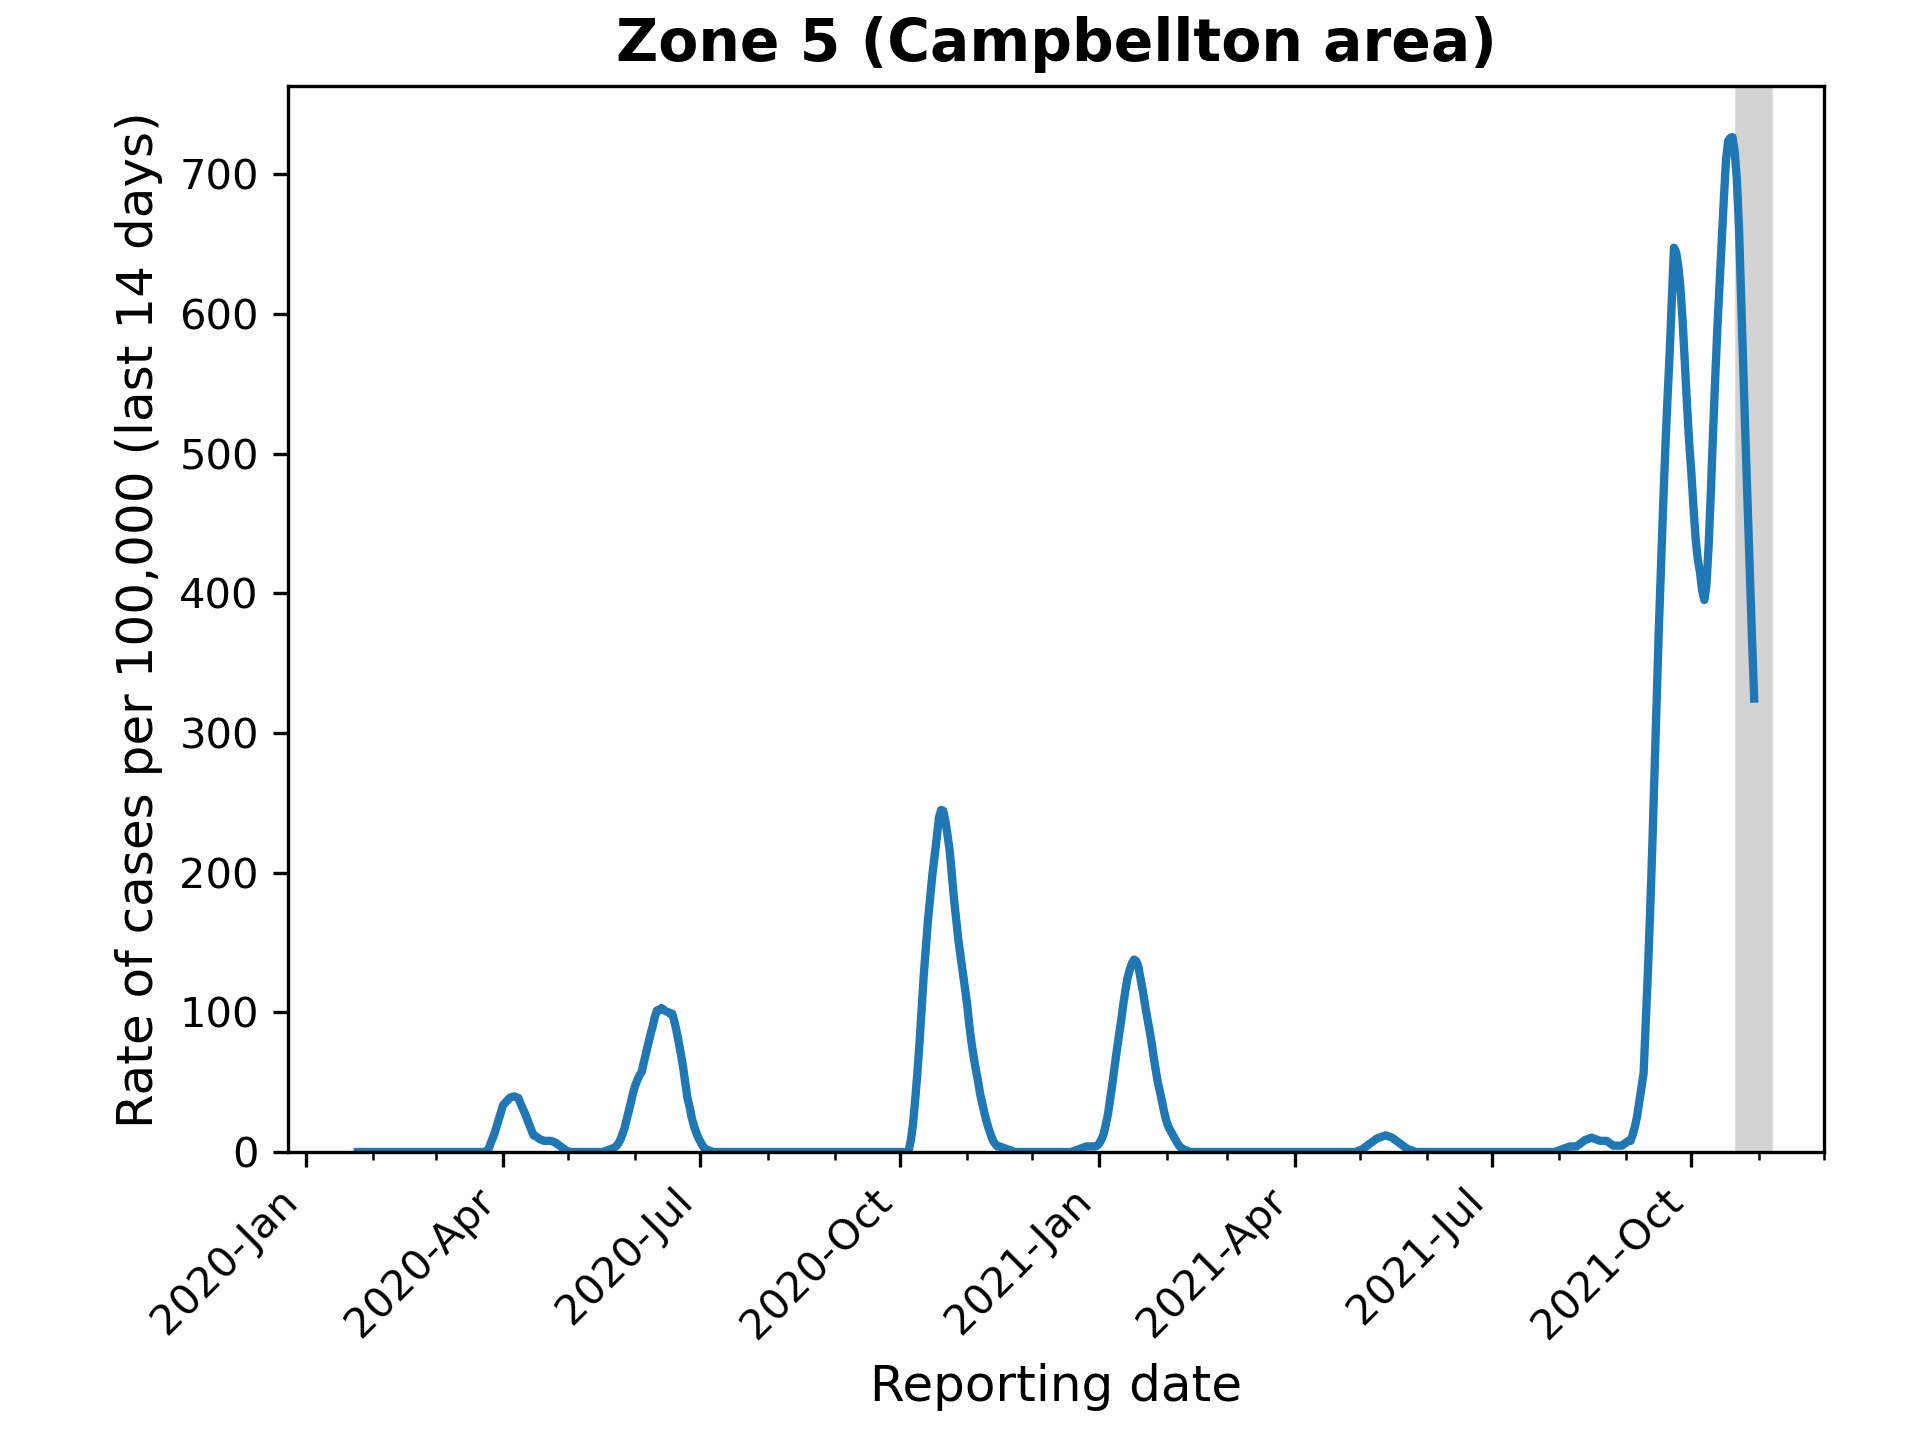 Zone 5 (Campbellton area)
Rate of cases per 100,000 (last 14 days)
700
600
500
400
300
200
100
0
2020-Jan
2020-Apr
2020-Jul
2020-Oct
2021-Jan
2021-Apr
2021-Jul
2021-Oct
Reporting date